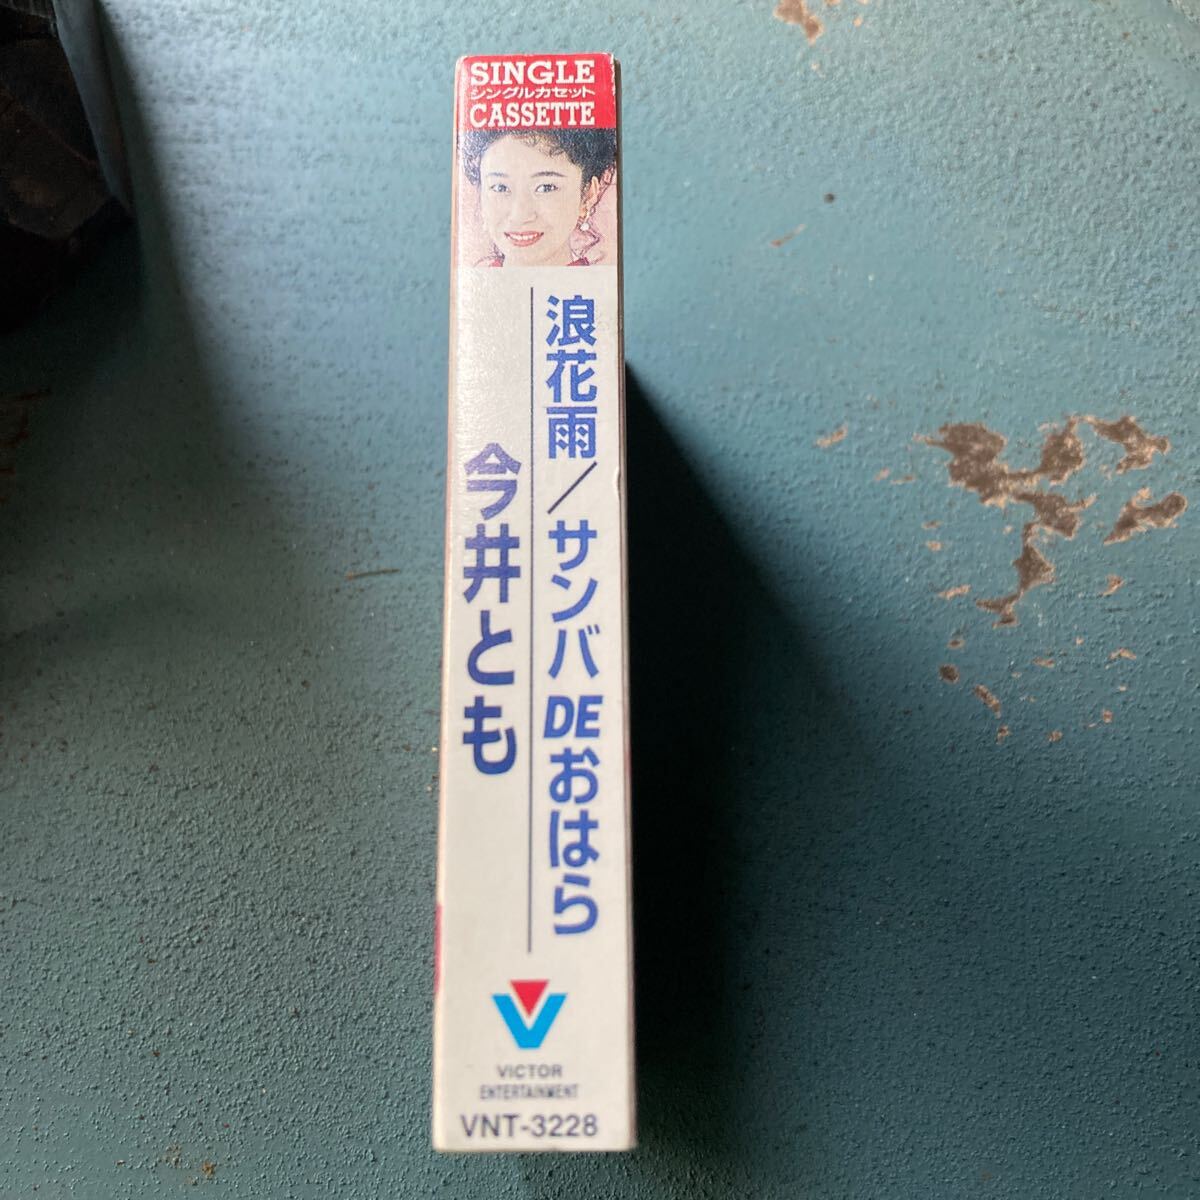 SINGLE
シングルカセット
CASSETTE
浪花雨／サンバDEおはら
今井とも
VICTOR
ENTERTAINMENT
VNT-3228